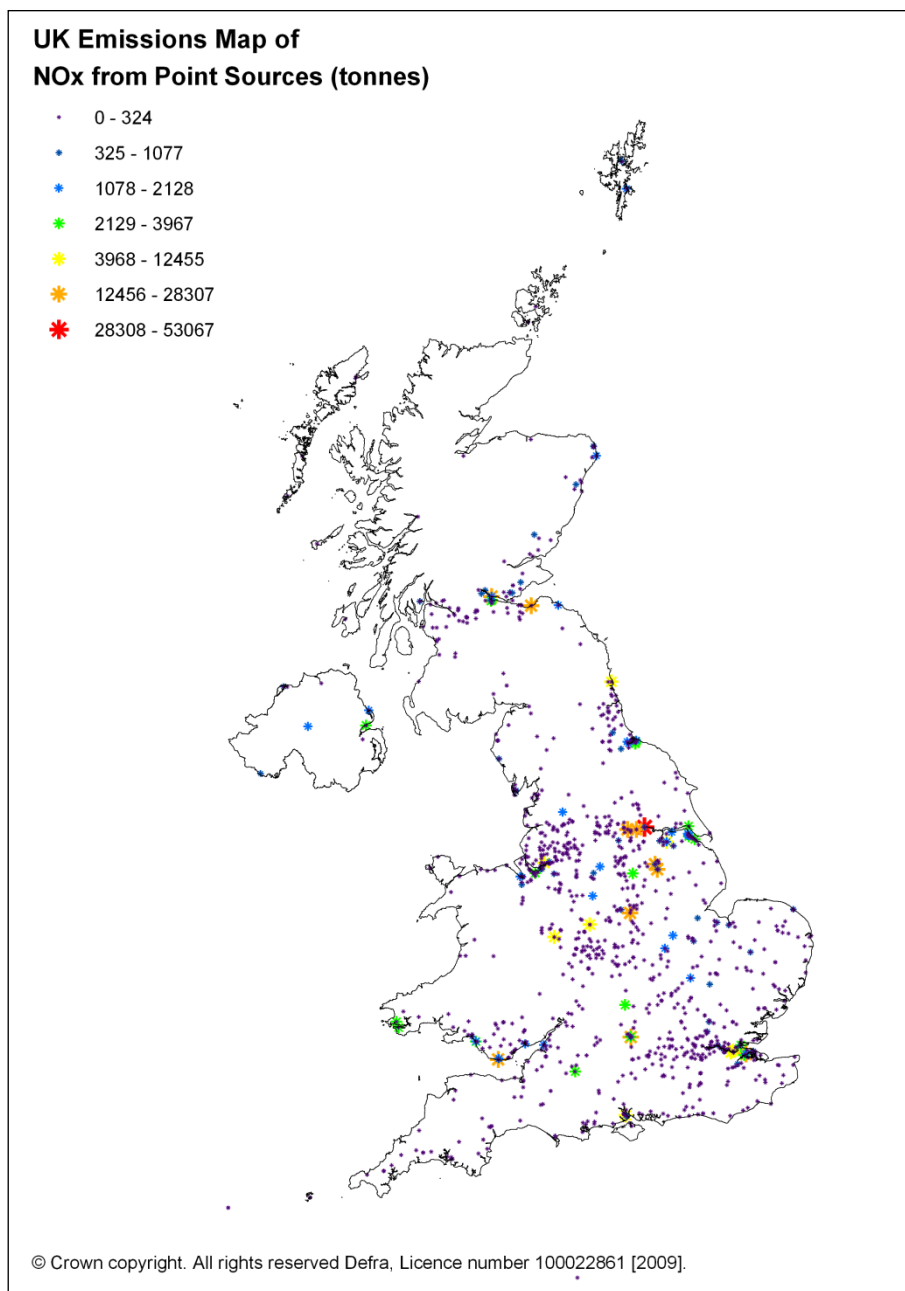 UK Emissions Map of
NOx from Point Sources (tonnes)
0 - 324
325 - 1077
1078 - 2128
2129 - 3967
3968 - 12455
12456 - 28307
28308 - 53067
© Crown copyright. All rights reserved Defra, Licence number 100022861 [2009].